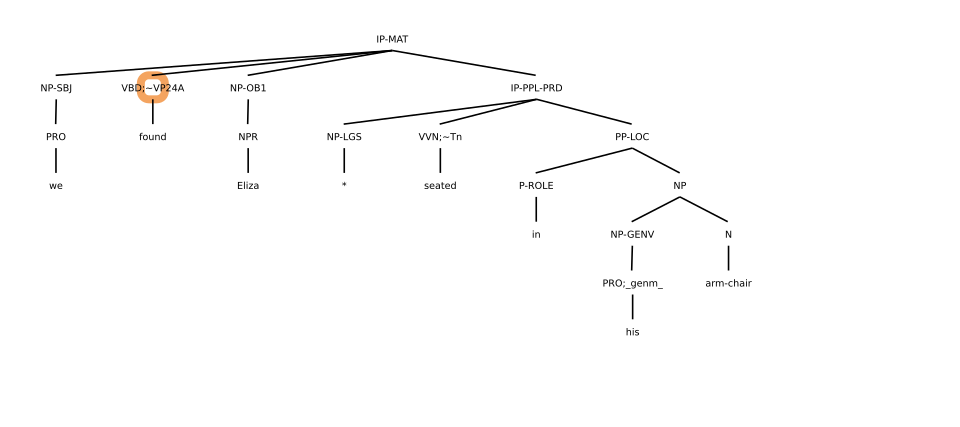 IP-MAT
NP-SBJ VBD;~VP24A NP-OB1 IP-PPL-PRD
PRO found NPR NP-LGS VVN;~Tn PP-LOC
we Eliza * seated P-ROLE NP
in NP-GENV N
PRO;_genm_ arm-chair
his